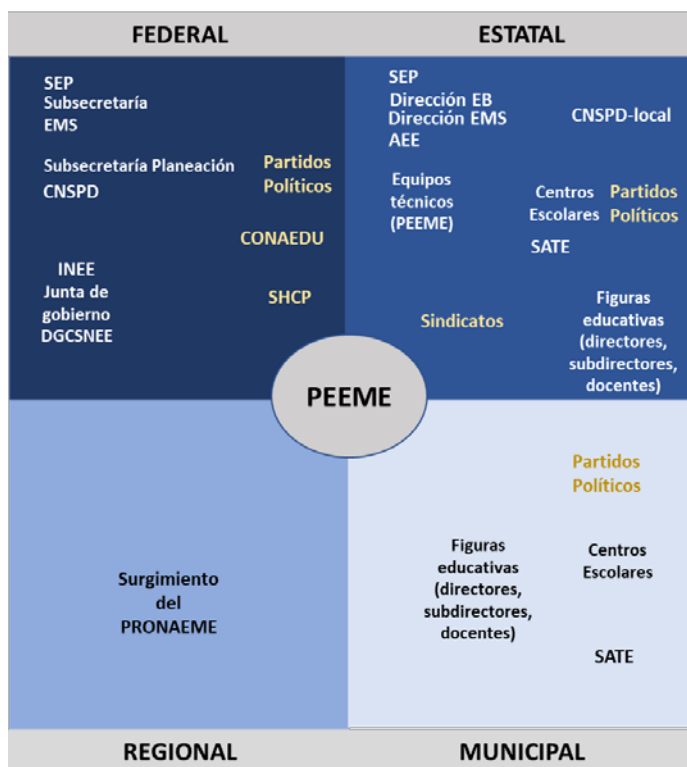 FEDERAL
SEP
Subsecretaría
EMS
Subsecretaría Planeación
CNSPD
Partidos
Políticos
CONAEDU
INEE
Junta de
gobierno
DGCSNEE
SHCP
ESTATAL
SEP
Dirección EB
Dirección EMS
AEE
CNSPD-local
Equipos
técnicos
(PEEME)
Centros
Escolares
Partidos
Políticos
SATE
Sindicatos
Figuras
educativas
(directores,
subdirectores,
docentes)
PEEME
Surgimiento
del
PRONAEME
REGIONAL
Partidos
Políticos
Figuras
educativas
(directores,
subdirectores,
docentes)
Centros
Escolares
SATE
MUNICIPAL